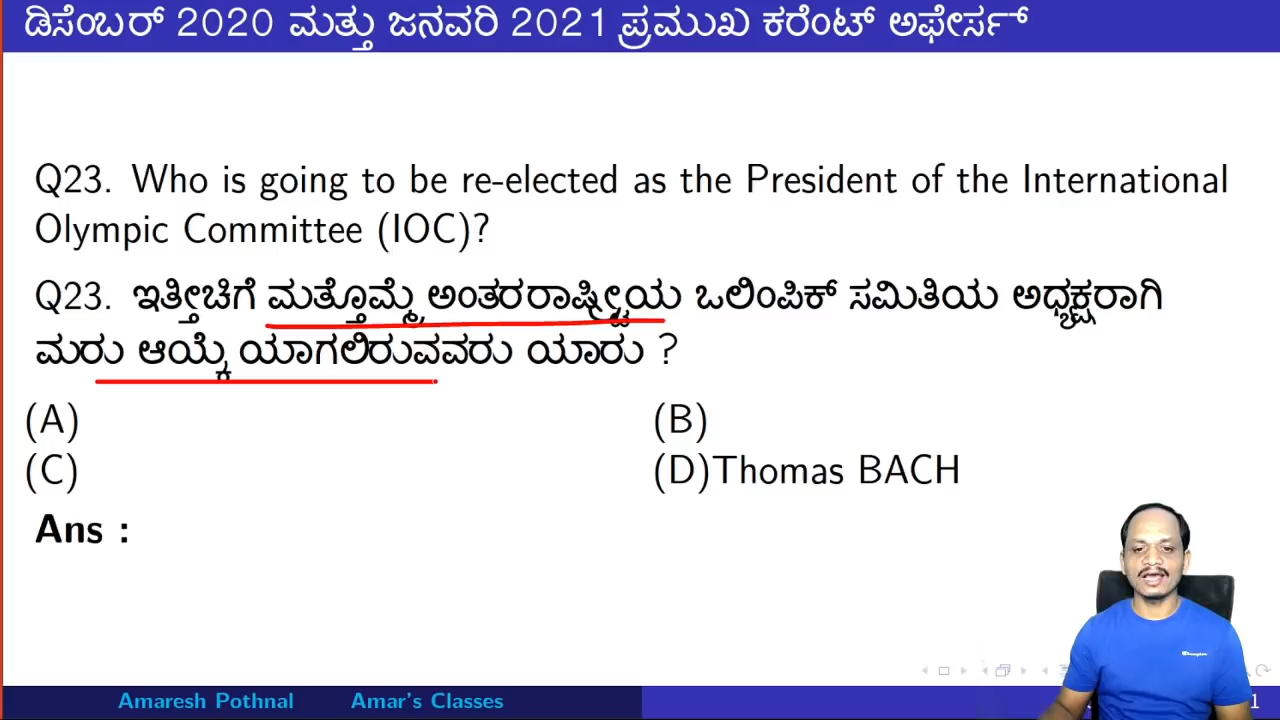 ಡಿಸೆಂಬರ್ 2020 ಮತ್ತು ಜನವರಿ 2021 ಪ್ರಮುಖ ಕರೆಂಟ್ ಅಫೇರ್ಸ್
Q23. Who is going to be re-elected as the President of the International
Olympic Committee (IOC)?
Q23. ಇತ್ತೀಚಿಗೆ ಮತ್ತೊಮ್ಮೆ ಅಂತರರಾಷ್ಟ್ರೀಯ ಒಲಿಂಪಿಕ್ ಸಮಿತಿಯ ಅಧ್ಯಕ್ಷರಾಗಿ
ಮರು ಆಯ್ಕೆ ಯಾಗಲಿರುವವರು ಯಾರು ?
(A) (B)
(C) (D)Thomas BACH
Ans :
Champion
Amaresh Pothnal Amar's Classes 1